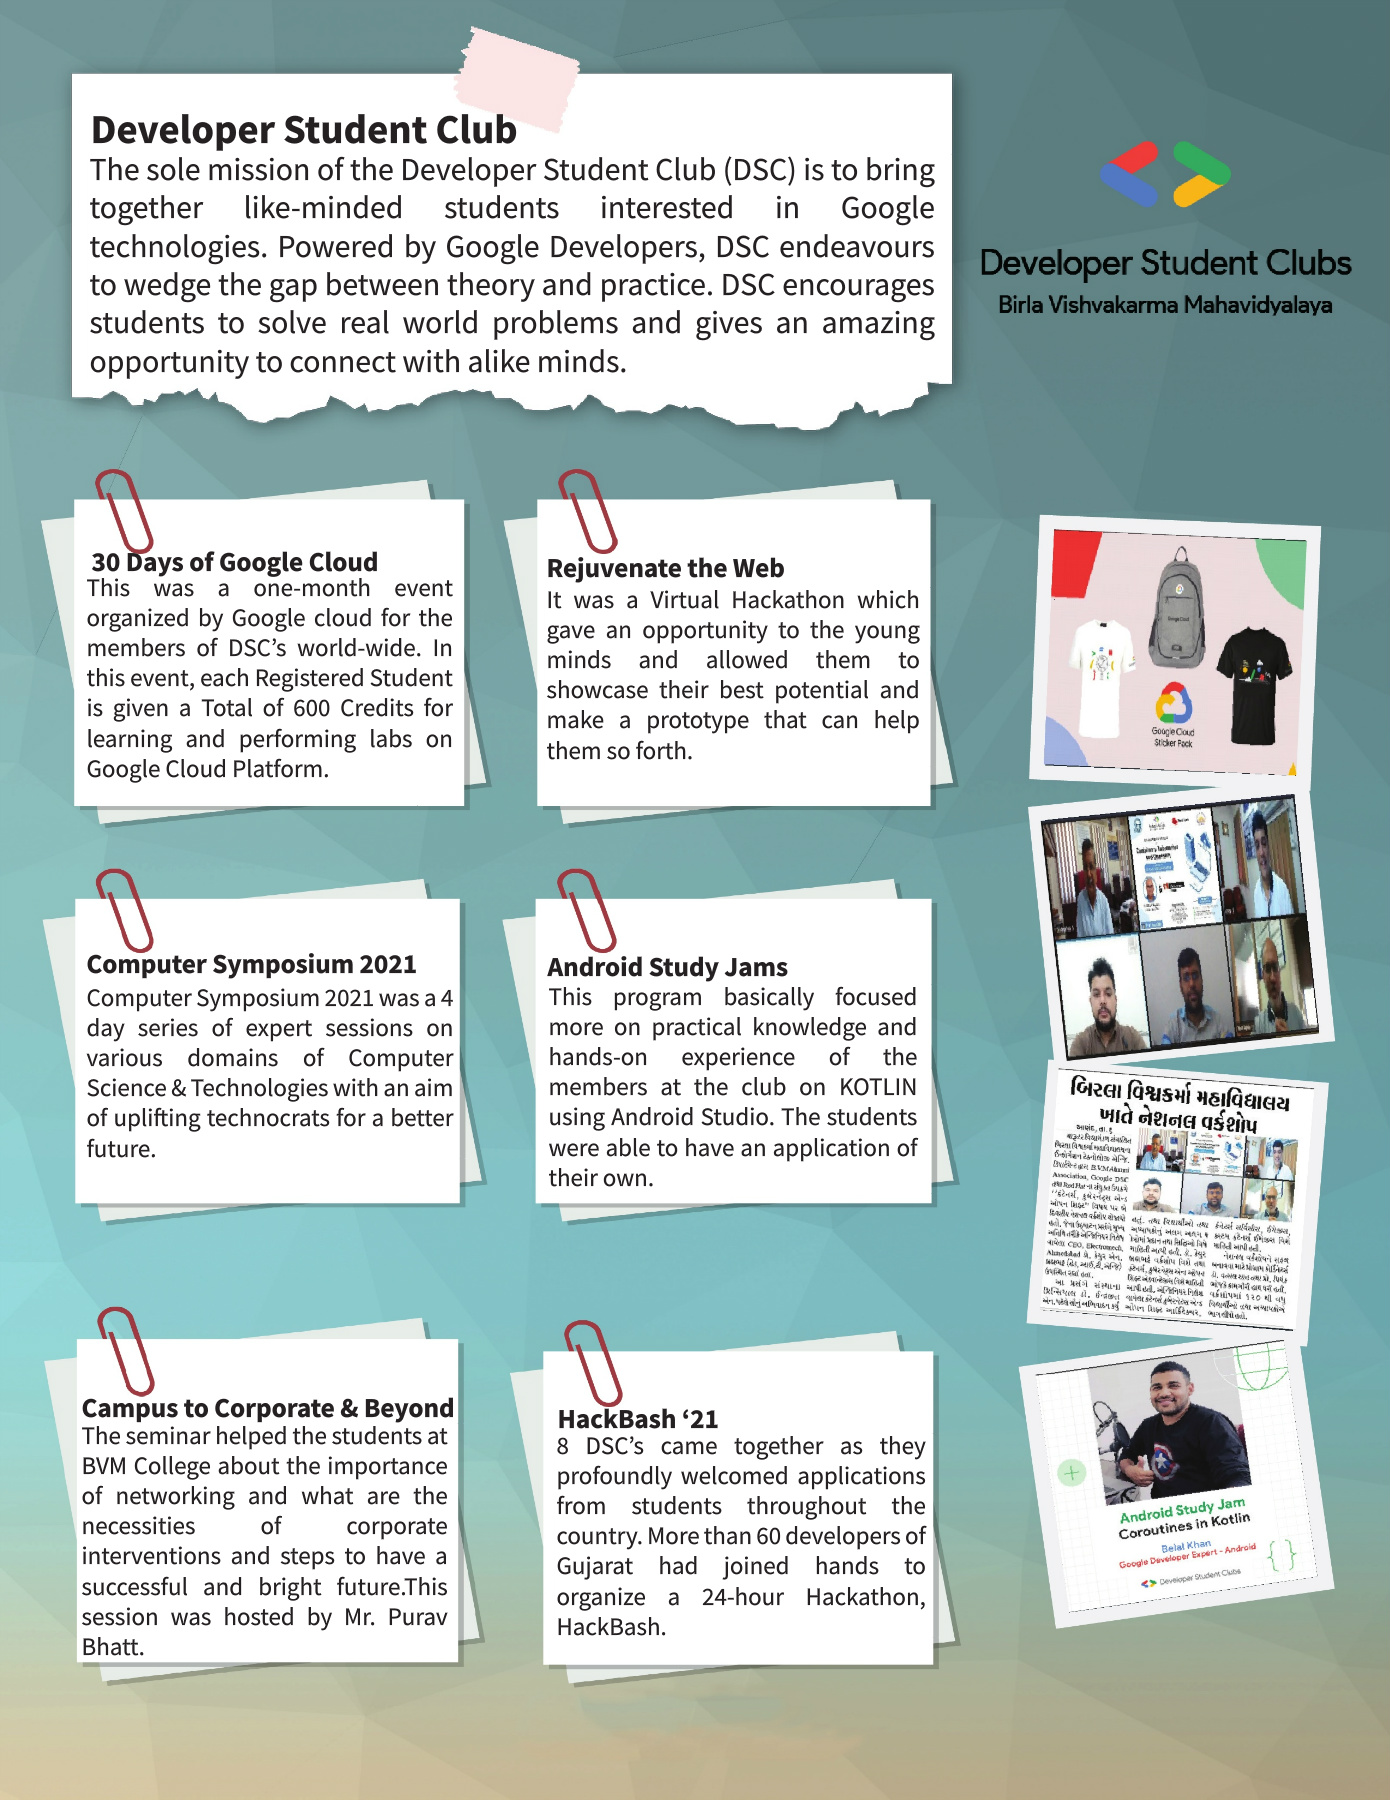 Developer Student Club
The sole mission of the Developer Student Club (DSC) is to bring
together like-minded students interested in Google
technologies. Powered by Google Developers, DSC endeavours
to wedge the gap between theory and practice. DSC encourages
students to solve real world problems and gives an amazing
opportunity to connect with alike minds.
Developer Student Clubs
Birla Vishvakarma Mahavidyalaya
30 Days of Google Cloud
This was a one-month event
organized by Google cloud for the
members of DSC's world-wide. In
this event, each Registered Student
is given a Total of 600 Credits for
learning and performing labs on
Google Cloud Platform.
Rejuvenate the Web
It was a Virtual Hackathon which
gave an opportunity to the young
minds and allowed them to
showcase their best potential and
make a prototype that can help
them so forth.
Computer Symposium 2021
Computer Symposium 2021 was a 4
day series of expert sessions on
various domains of Computer
Science & Technologies with an aim
of uplifting technocrats for a better
future.
Android Study Jams
This program basically focused
more on practical knowledge and
hands-on experience of the
members at the club on KOTLIN
using Android Studio. The students
were able to have an application of
their own.
Campus to Corporate & Beyond
The seminar helped the students at
BVM College about the importance
of networking and what are the
necessities of corporate
interventions and steps to have a
successful and bright future.This
session was hosted by Mr. Purav
Bhatt.
HackBash ‘21
8 DSC's came together as they
profoundly welcomed applications
from students throughout the
country. More than 60 developers of
Gujarat had joined hands to
organize a 24-hour Hackathon,
HackBash.
Google Cloud
Google Cloud
Sticker Pack
બિરલા વિશ્વકર્મા મહાવિદ્યાલય
ખાતે નેશનલ વર્કશોપ
Android Study Jam
Coroutines in Kotlin
Belal Khan
Google Developer Expert - Android
Developer Student Clubs